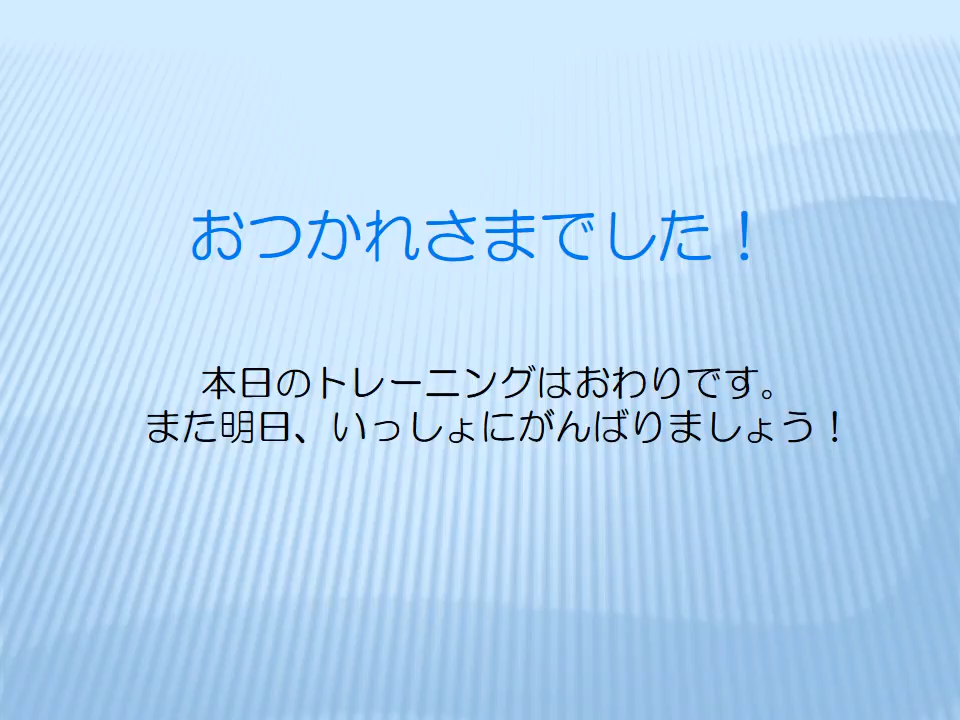 おつかれさまでした！
本日のトレーニングはおわりです。
また明日、いっしょにがんばりましょう！